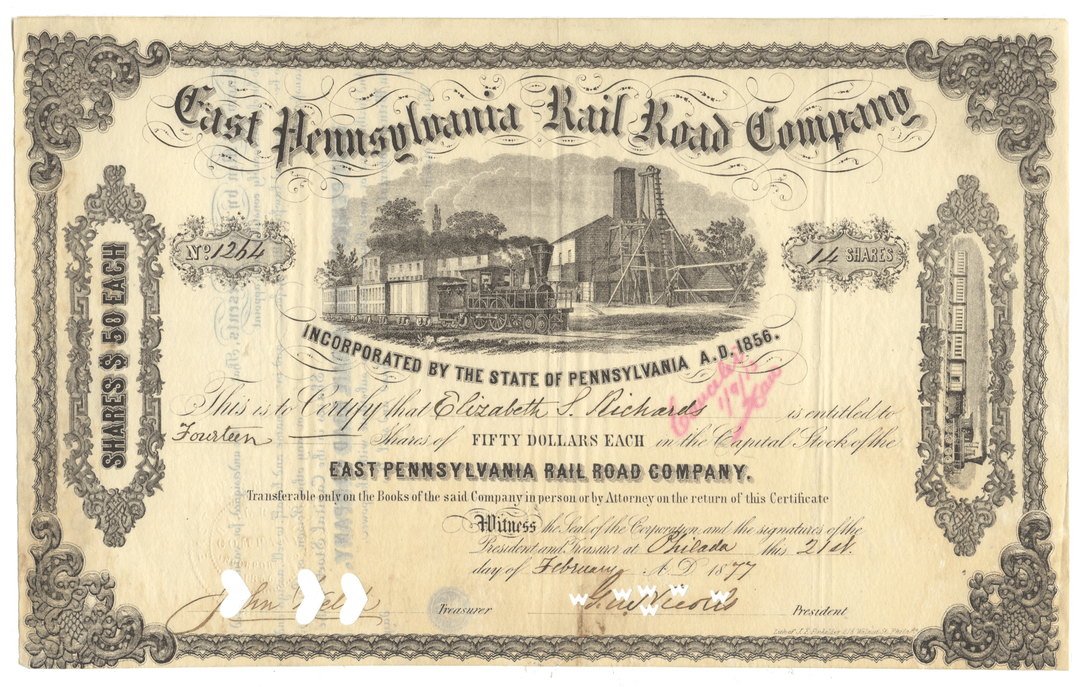 East Pennsylvania Rail Road Company
SHARES $ 50 EACH
No. 1264
14 SHARES
INCORPORATED BY THE STATE OF PENNSYLVANIA A.D. 1856.
This is to Certify that Elizabeth S. Richards is entitled to
Fourteen Shares of FIFTY DOLLARS EACH in the Capital Stock of the
EAST PENNSYLVANIA RAIL ROAD COMPANY.
Transferable only on the Books of the said Company in person or by Attorney on the return of this Certificate
Witness the Seal of the Corporation and the signatures of the
President and Treasurer at Philada this 21st.
day of February A.D. 1877
John Treasurer President